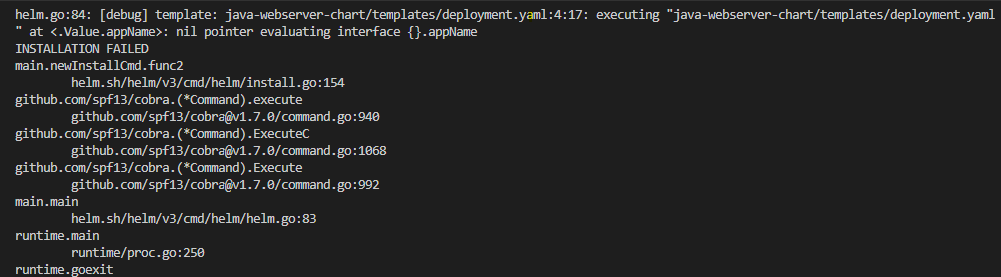 helm.go:84: [debug] template: java-webserver-chart/templates/deployment.yaml:4:17: executing "java-webserver-chart/templates/deployment.yaml
" at <.Value.appName>: nil pointer evaluating interface {}.appName
INSTALLATION FAILED
main.newInstallCmd.func2
helm.sh/helm/v3/cmd/helm/install.go:154
github.com/spf13/cobra.(*Command).execute
github.com/spf13/cobra@v1.7.0/command.go:940
github.com/spf13/cobra.(*Command).ExecuteC
github.com/spf13/cobra@v1.7.0/command.go:1068
github.com/spf13/cobra.(*Command).Execute
github.com/spf13/cobra@v1.7.0/command.go:992
main.main
helm.sh/helm/v3/cmd/helm/helm.go:83
runtime.main
runtime/proc.go:250
runtime.goexit